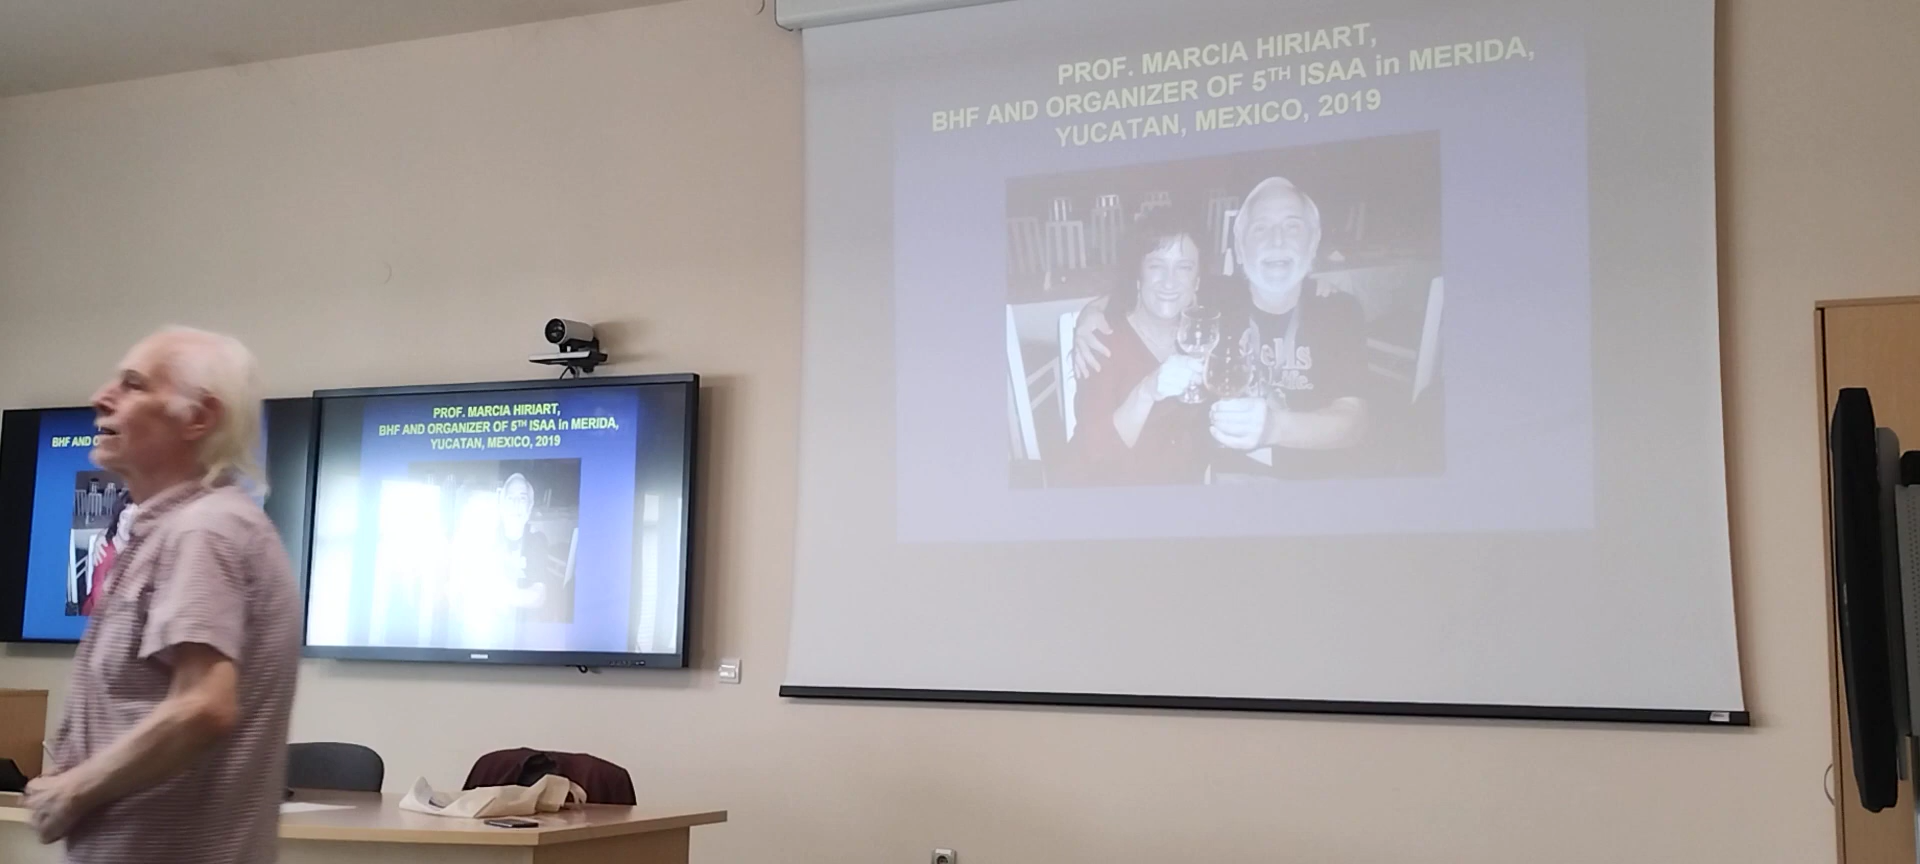 PROF. MARCIA HIRIART,
BHF AND ORGANIZER OF 5TH ISAA in MERIDA,
YUCATAN, MEXICO, 2019
PROF. MARCIA HIRIART,
BHF AND ORGANIZER OF 5TH ISAA in MERIDA,
YUCATAN, MEXICO, 2019
BHF AND O